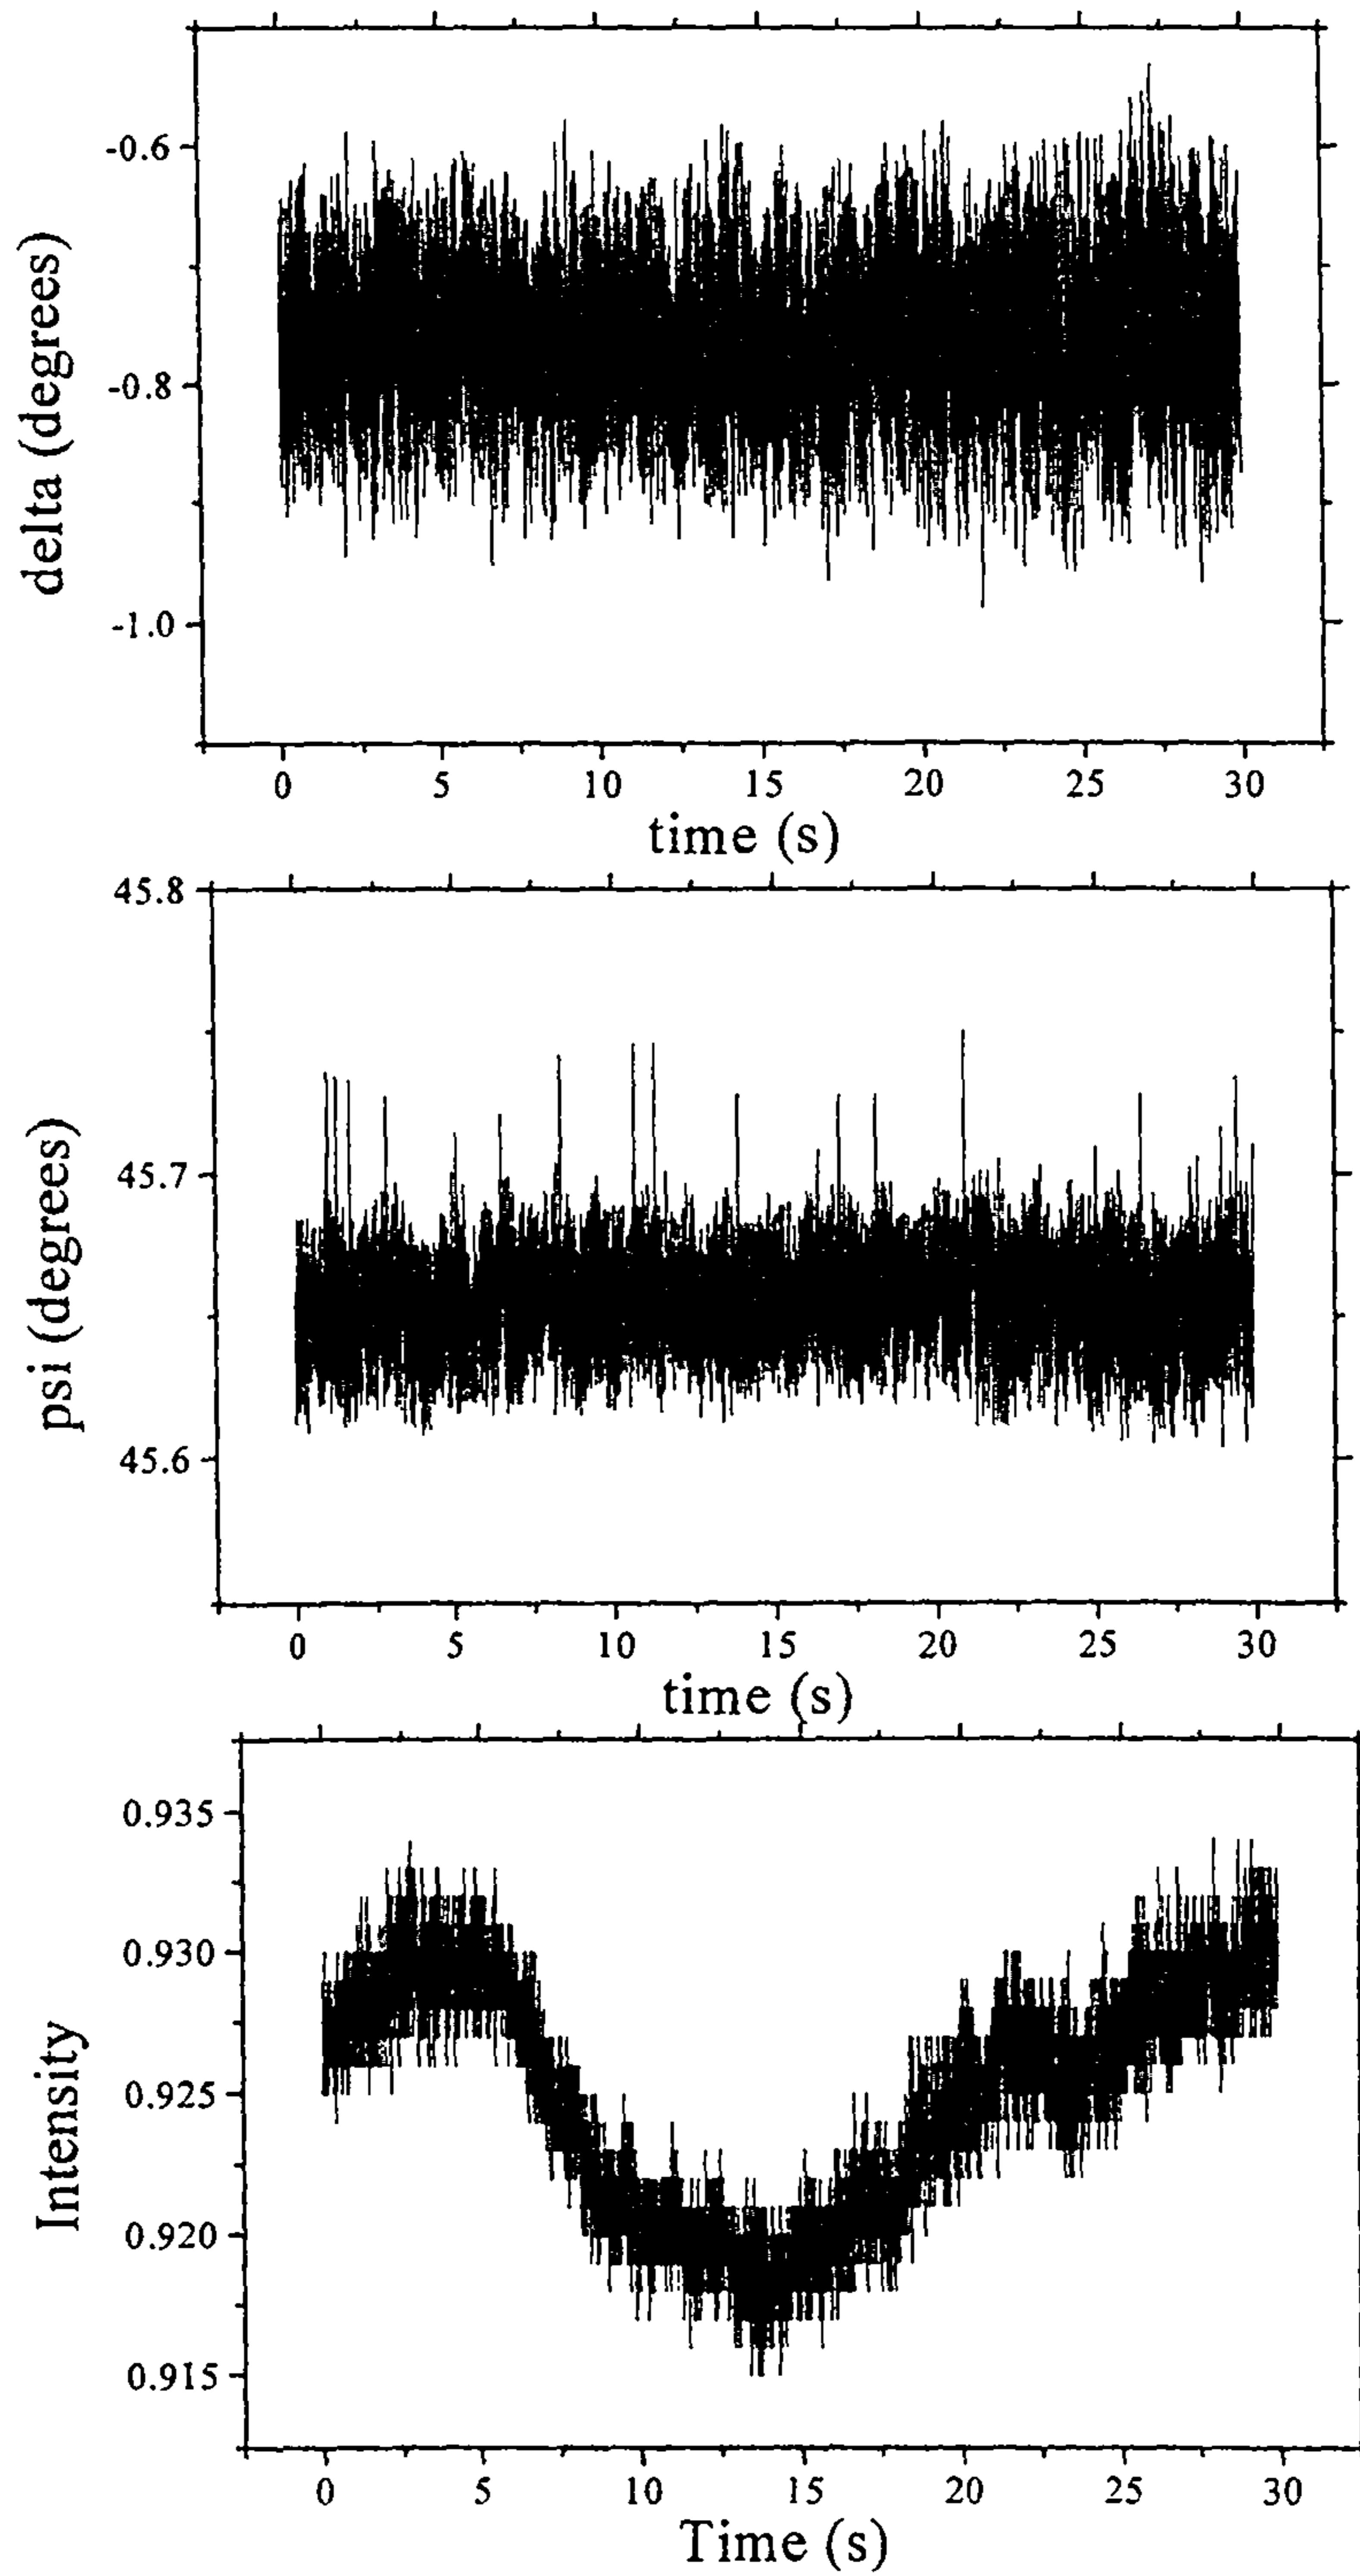 delta (degrees)
-0.6
-0.8
-1.0
0 5 10 15 20 25 30
time (s)
psi (degrees)
45.8
45.7
45.6
0 5 10 15 20 25 30
time (s)
Intensity
0.935
0.930
0.925
0.920
0.915
0 5 10 15 20 25 30
Time (s)